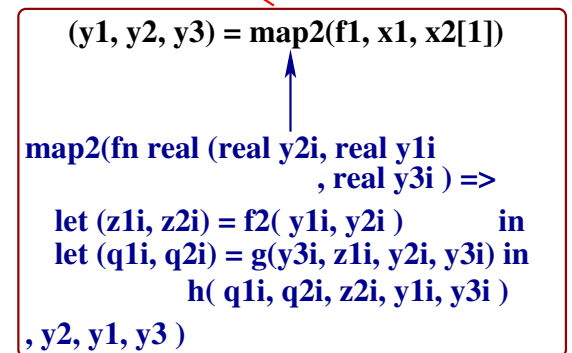 (y1, y2, y3) = map2(f1, x1, x2[1])
map2(fn real (real y2i, real y1i
, real y3i ) =>
let (z1i, z2i) = f2( y1i, y2i ) in
let (q1i, q2i) = g(y3i, z1i, y2i, y3i) in
h( q1i, q2i, z2i, y1i, y3i )
, y2, y1, y3 )